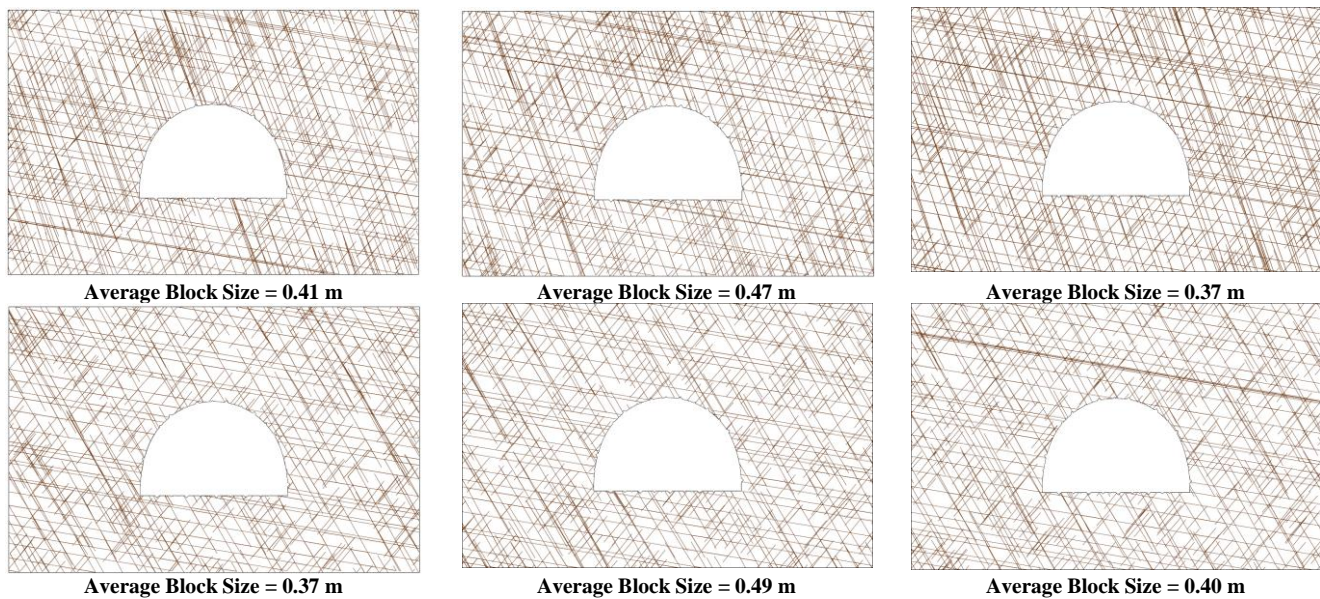 Average Block Size = 0.41 m
Average Block Size = 0.47 m
Average Block Size = 0.37 m
Average Block Size = 0.37 m
Average Block Size = 0.49 m
Average Block Size = 0.40 m